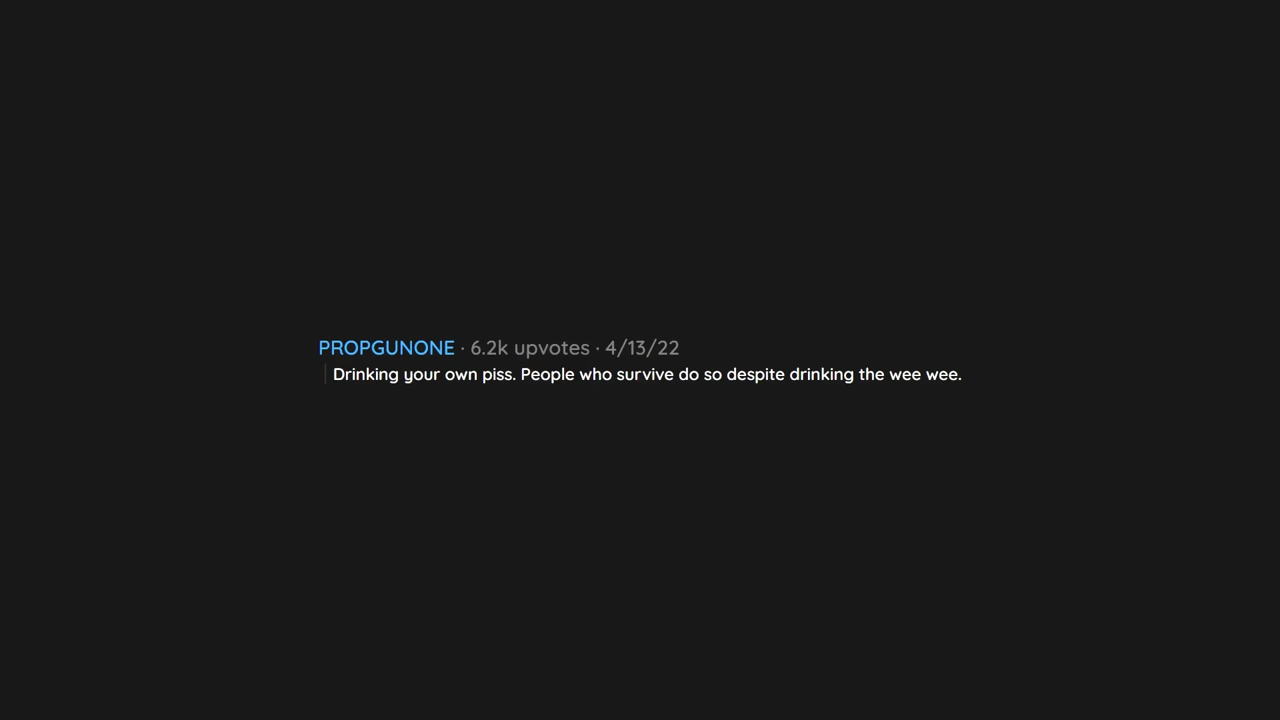 PROPGUNONE · 6.2k upvotes · 4/13/22
Drinking your own piss. People who survive do so despite drinking the wee wee.